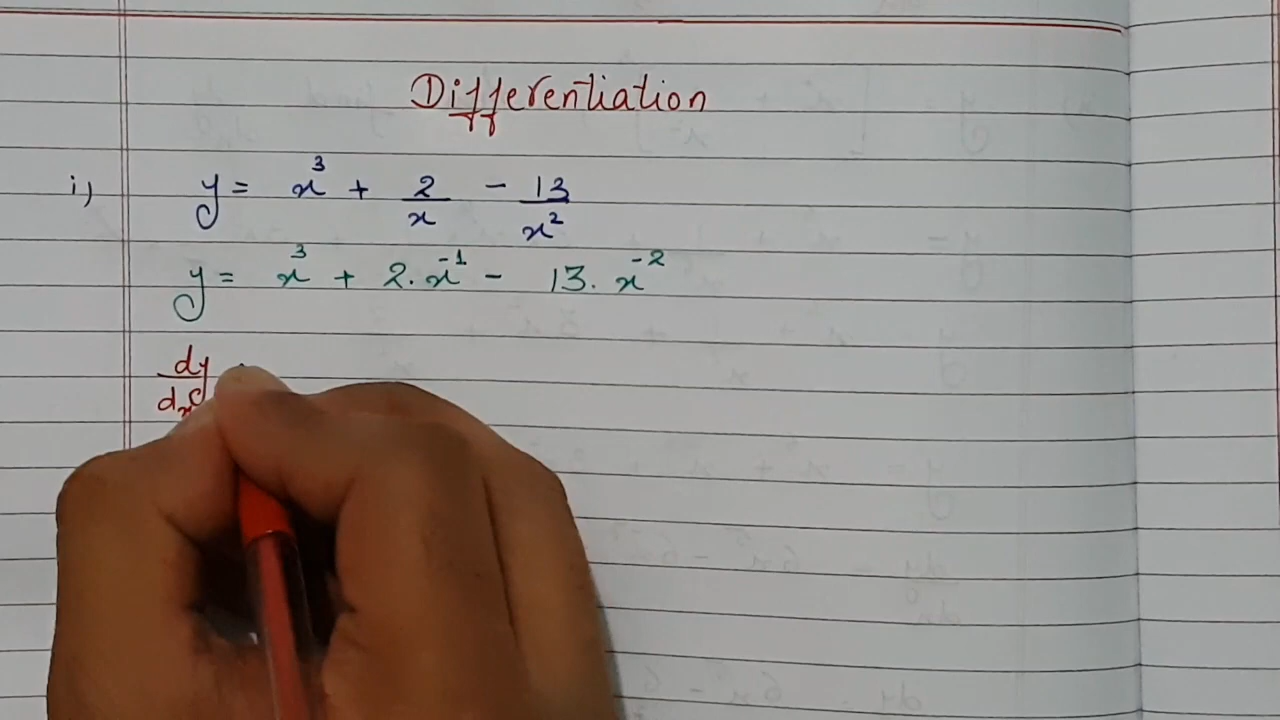 Differentiation
i) y = x³ + 2/x - 13/x²
y = x³ + 2.x⁻¹ - 13.x⁻²
dy/dx